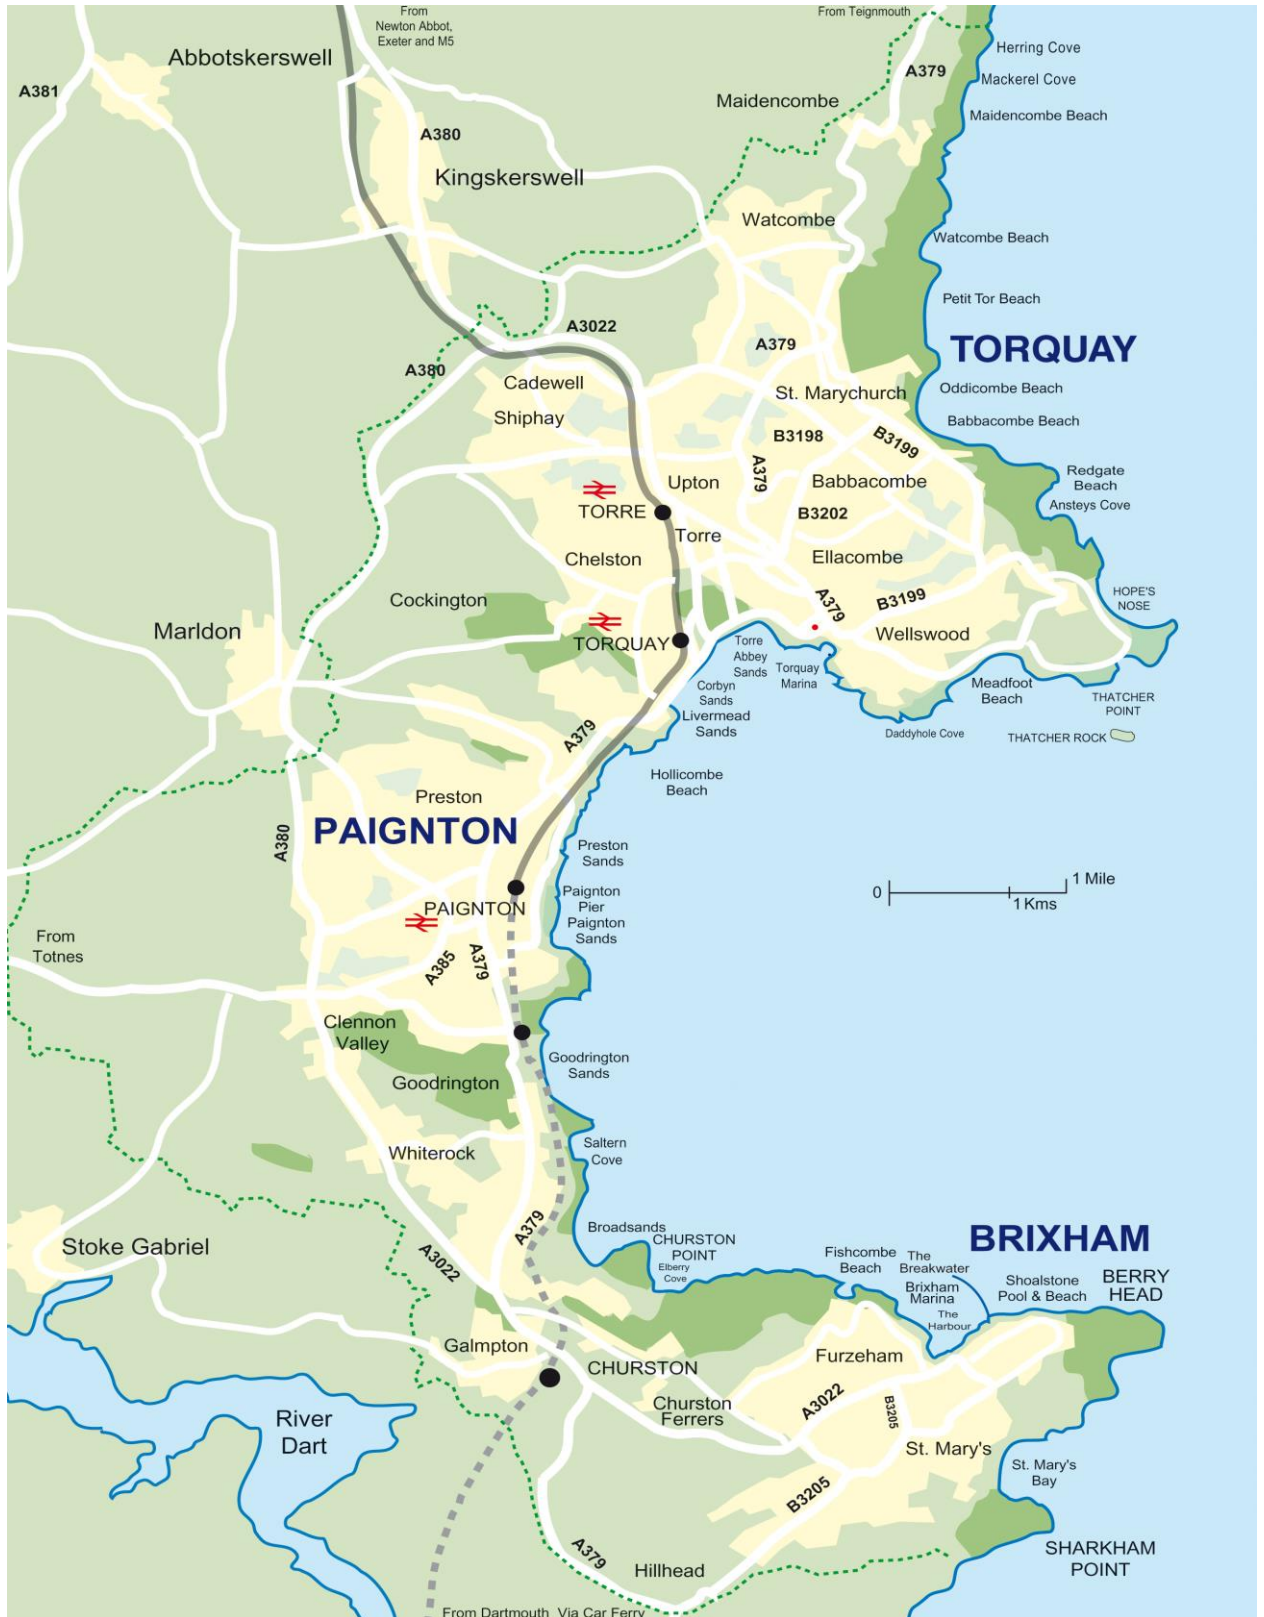 From
Newton Abbot,
Exeter and M5
From Teignmouth
Herring Cove
Abbotskerswell
A379
Mackerel Cove
A381
Maidencombe
Maidencombe Beach
A380
Kingskerswell
Watcombe
Watcombe Beach
Petit Tor Beach
A3022
A379
TORQUAY
A380
Cadewell
St. Marychurch
Oddicombe Beach
Shiphay
Babbacombe Beach
B3198
B3199
A379
Redgate
Beach
Upton
Babbacombe
Ansteys Cove
TORRE
B3202
Torre
Chelston
Ellacombe
Cockington
A379
B3199
HOPE'S
NOSE
Marldon
TORQUAY
Wellswood
Torre
Abbey
Sands
Torquay
Marina
Corbyn
Sands
Meadfoot
Beach
THATCHER
POINT
Livermead
Sands
A379
Daddyhole Cove
THATCHER ROCK
Hollicombe
Beach
Preston
PAIGNTON
A380
Preston
Sands
0
1 Mile
1 Kms
Paignton
Pier
Paignton
Sands
PAIGNTON
From
Totnes
A385
A379
Clennon
Valley
Goodrington
Sands
Goodrington
Whiterock
Saltern
Cove
A379
Broadsands
CHURSTON
POINT
Elberry
Cove
BRIXHAM
Stoke Gabriel
A3022
Fishcombe
Beach
The
Breakwater
Brixham
Marina
The
Harbour
Shoalstone
Pool & Beach
BERRY
HEAD
Galmpton
Furzeham
CHURSTON
Churston
Ferrers
A3022
B3205
River
Dart
St. Mary's
St. Mary's
Bay
B3205
A379
Hillhead
SHARKHAM
POINT
From Dartmouth Via Car Ferry